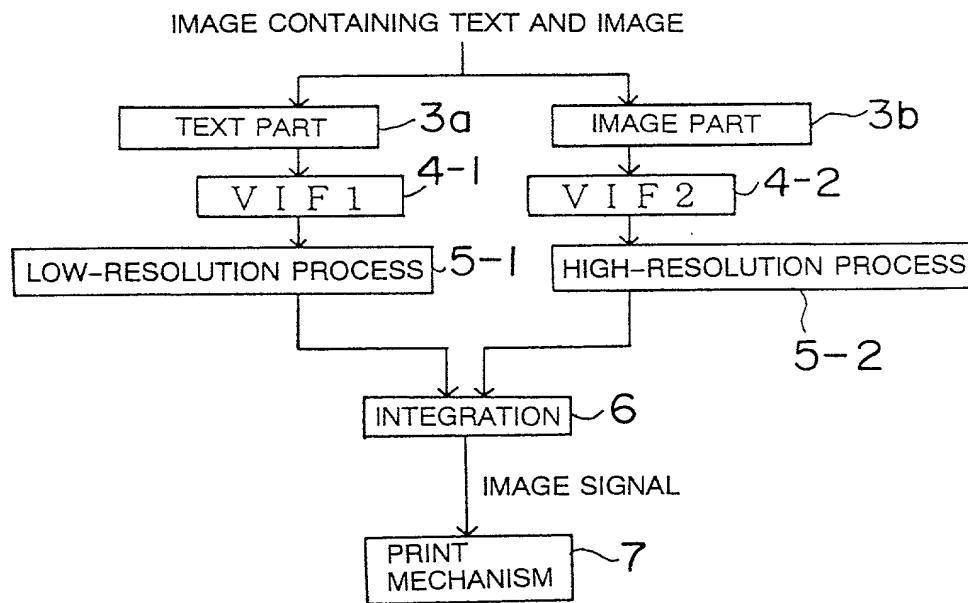 IMAGE CONTAINING TEXT AND IMAGE
TEXT PART
3a
IMAGE PART
3b
VIF1
4-1
VIF2
4-2
LOW-RESOLUTION PROCESS
5-1
HIGH-RESOLUTION PROCESS
5-2
INTEGRATION
6
IMAGE SIGNAL
PRINT
MECHANISM
7